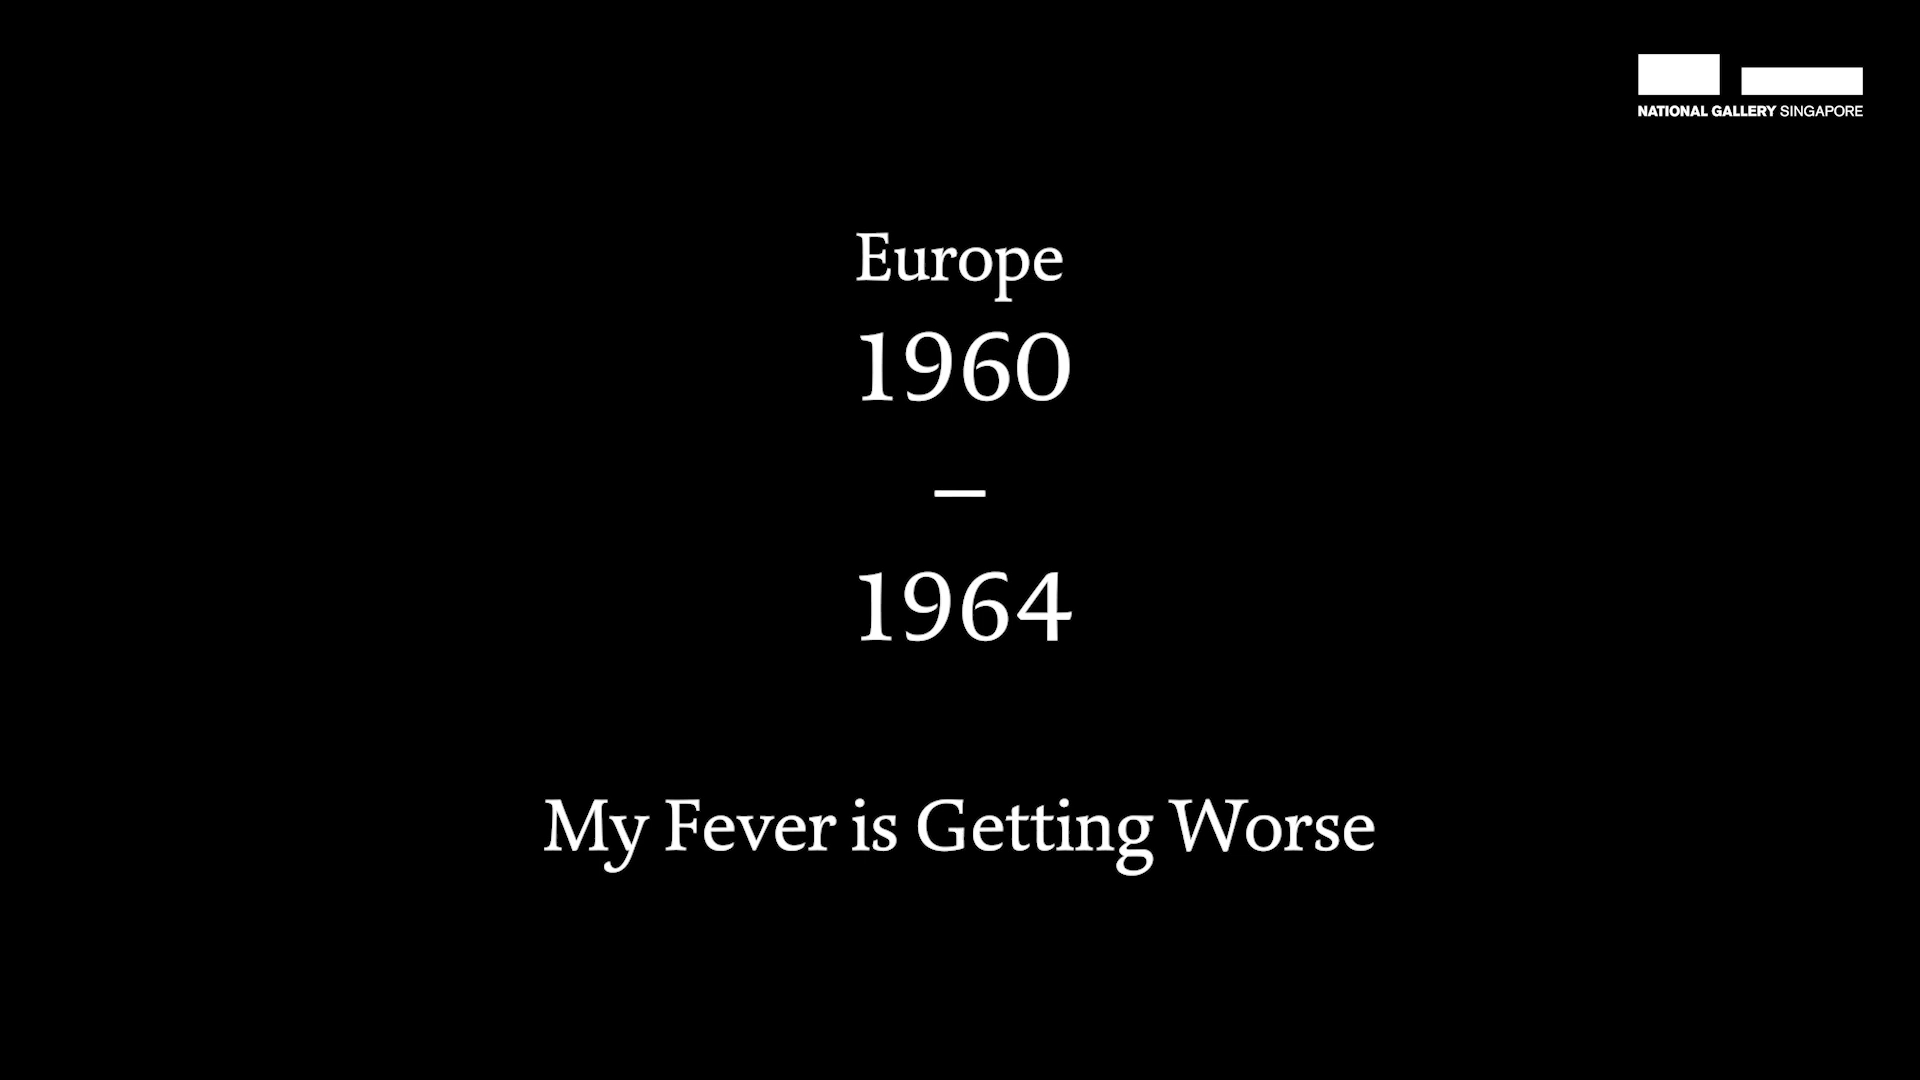 NATIONAL GALLERY SINGAPORE
Europe
1960
–
1964
My Fever is Getting Worse